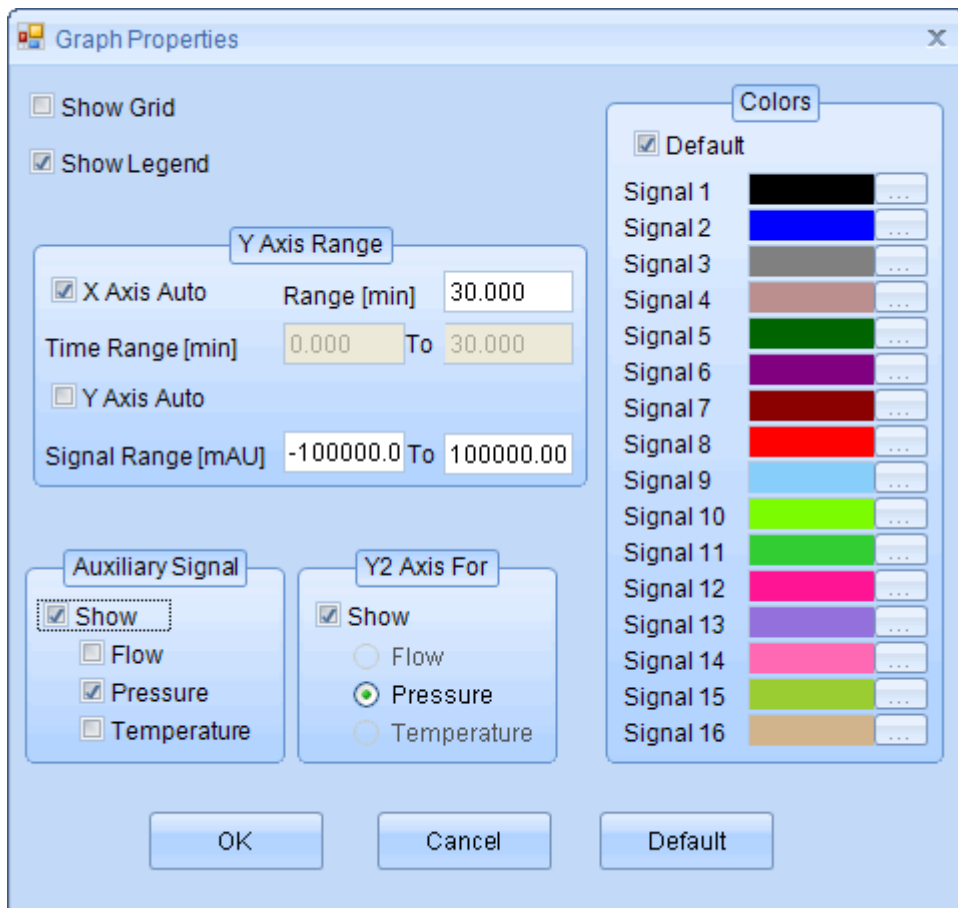 Graph Properties
x
Show Grid
Show Legend
Y Axis Range
X Axis Auto Range [min] 30.000
Time Range [min] 0.000 To 30.000
Y Axis Auto
Signal Range [mAU] -100000.0 To 100000.00
Auxiliary Signal
Show
Flow
Pressure
Temperature
Y2 Axis For
Show
Flow
Pressure
Temperature
Colors
Default
Signal 1 ...
Signal 2 ...
Signal 3 ...
Signal 4 ...
Signal 5 ...
Signal 6 ...
Signal 7 ...
Signal 8 ...
Signal 9 ...
Signal 10 ...
Signal 11 ...
Signal 12 ...
Signal 13 ...
Signal 14 ...
Signal 15 ...
Signal 16 ...
OK Cancel Default